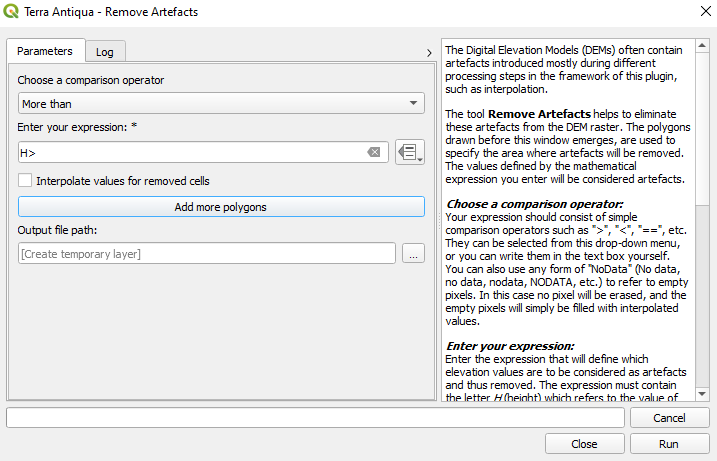 Terra Antiqua - Remove Artefacts
Parameters
Log
Choose a comparison operator
More than
Enter your expression: *
H>
Interpolate values for removed cells
Add more polygons
Output file path:
[Create temporary layer]
...
The Digital Elevation Models (DEMs) often contain
artefacts introduced mostly during different
processing steps in the framework of this plugin,
such as interpolation.
The tool Remove Artefacts helps to eliminate
these artefacts from the DEM raster. The polygons
drawn before this window emerges, are used to
specify the area where artefacts will be removed.
The values defined by the mathematical
expression you enter will be considered artefacts.
Choose a comparison operator:
Your expression should consist of simple
comparison operators such as ">", "<", "==", etc.
They can be selected from this drop-down menu,
or you can write them in the text box yourself.
You can also use any form of "NoData" (No data,
no data, nodata, NODATA, etc.) to refer to empty
pixels. In this case no pixel will be erased, and the
empty pixels will simply be filled with interpolated
values.
Enter your expression:
Enter the expression that will define which
elevation values are to be considered as artefacts
and thus removed. The expression must contain
the letter H (height) which refers to the value of
Cancel
Close
Run